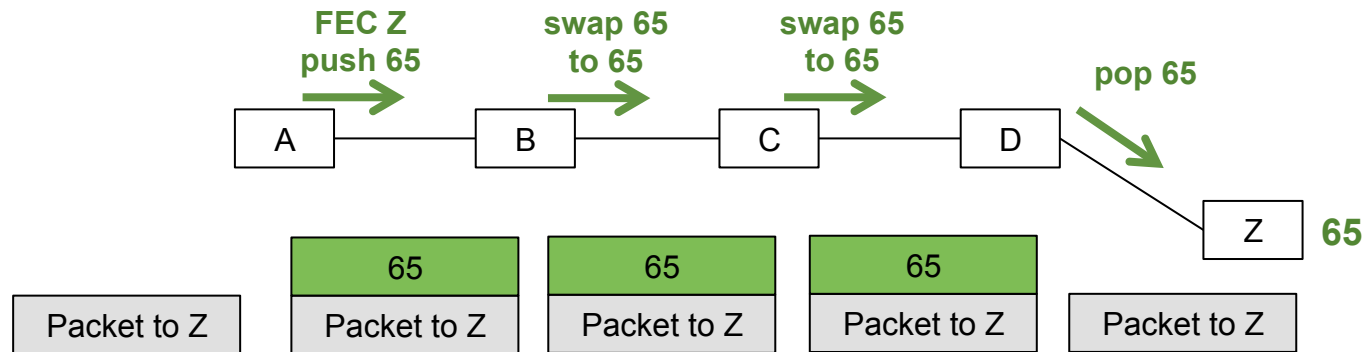 FEC Z
push 65
swap 65
to 65
swap 65
to 65
pop 65
A
B
C
D
Z
65
65
65
65
Packet to Z
Packet to Z
Packet to Z
Packet to Z
Packet to Z